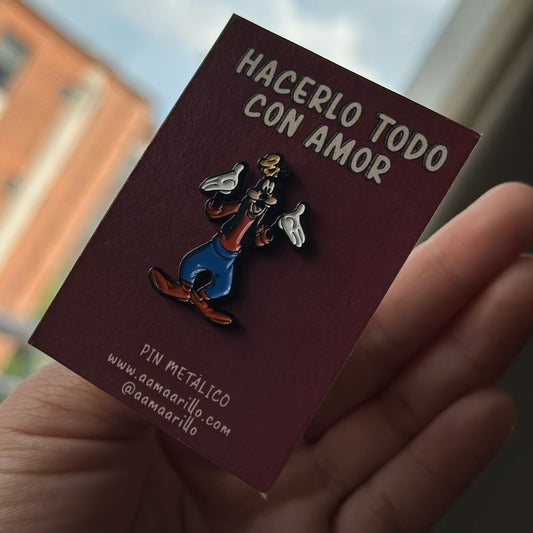 HACERLO TODO
CON AMOR
PIN METÁLICO
www.aamaarillo.com
@aamaarillo